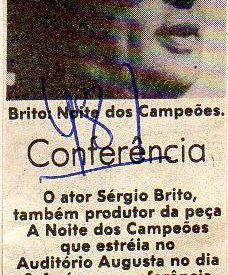 Brito: Noite dos Campeões.
Conferência
O ator Sérgio Brito,
também produtor da peça
A Noite dos Campeões
que estréia no
Auditório Augusta no dia